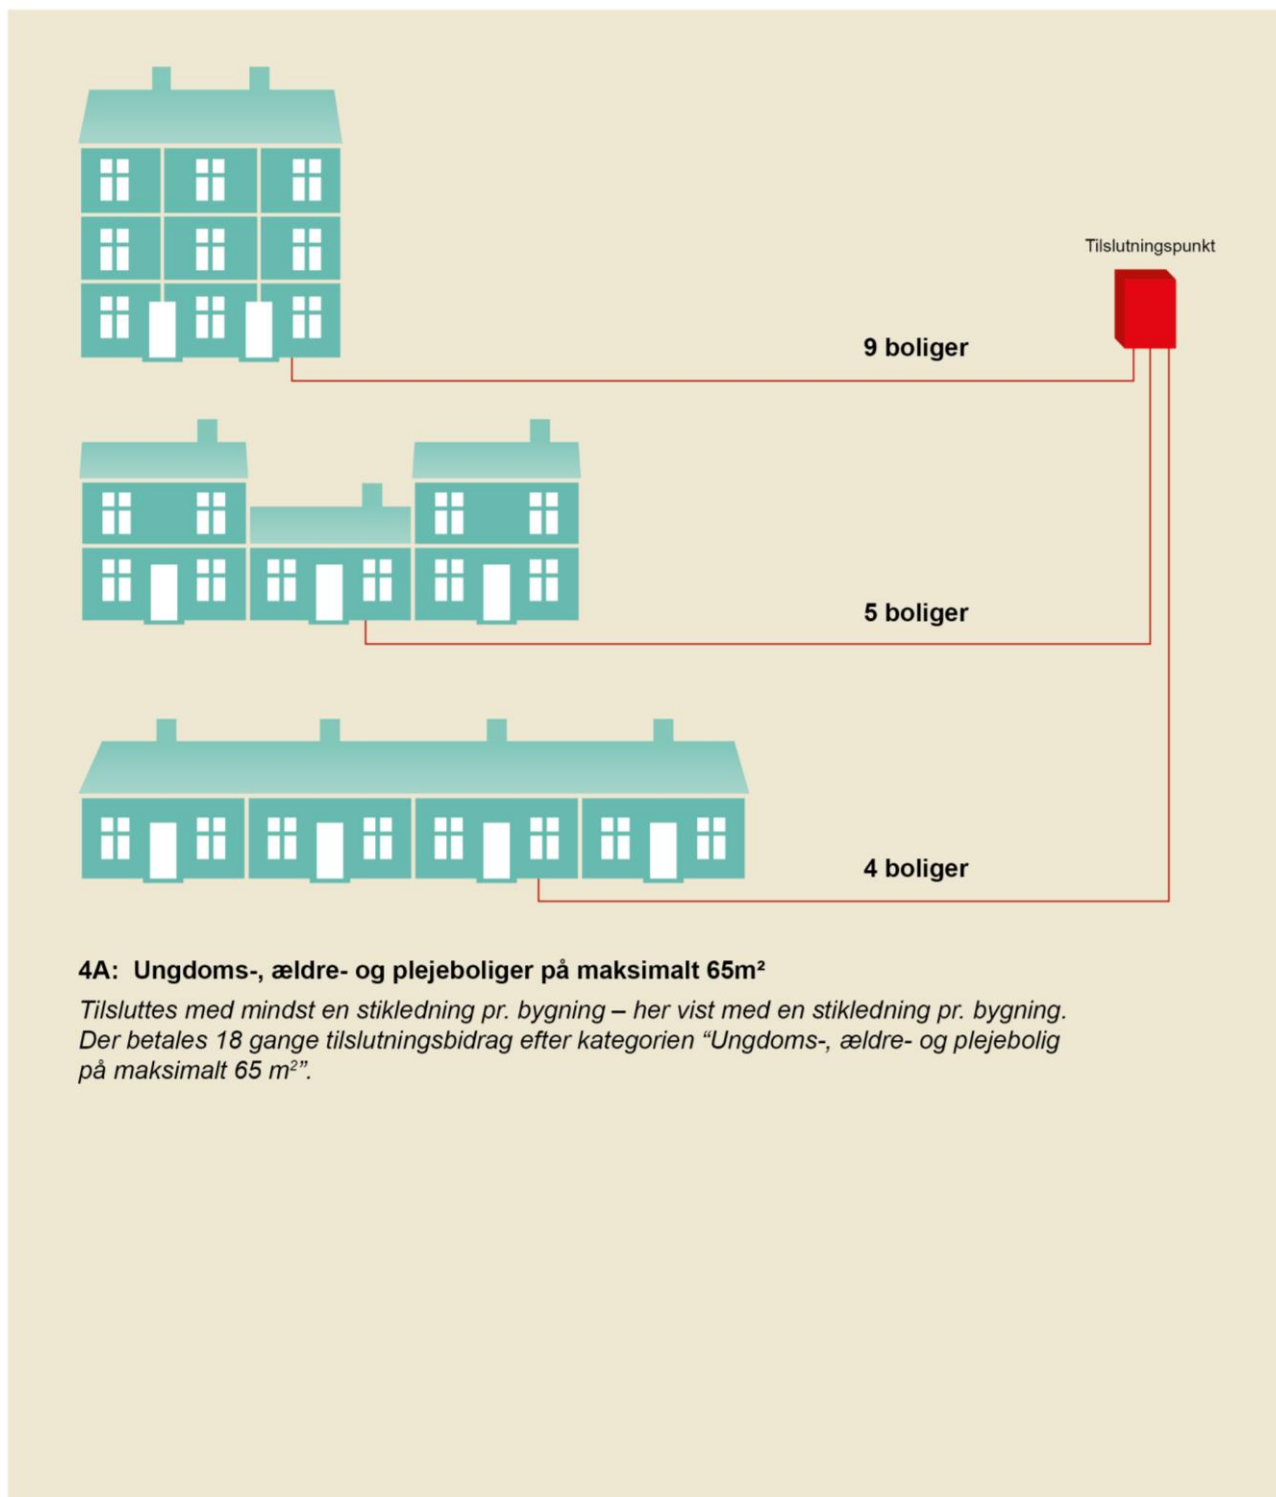 Tilslutningspunkt
9 boliger
5 boliger
4 boliger
4A: Ungdoms-, ældre- og plejeboliger på maksimalt 65m²
Tilsluttes med mindst en stikledning pr. bygning – her vist med en stikledning pr. bygning.
Der betales 18 gange tilslutningsbidrag efter kategorien “Ungdoms-, ældre- og plejebolig
på maksimalt 65 m²”.